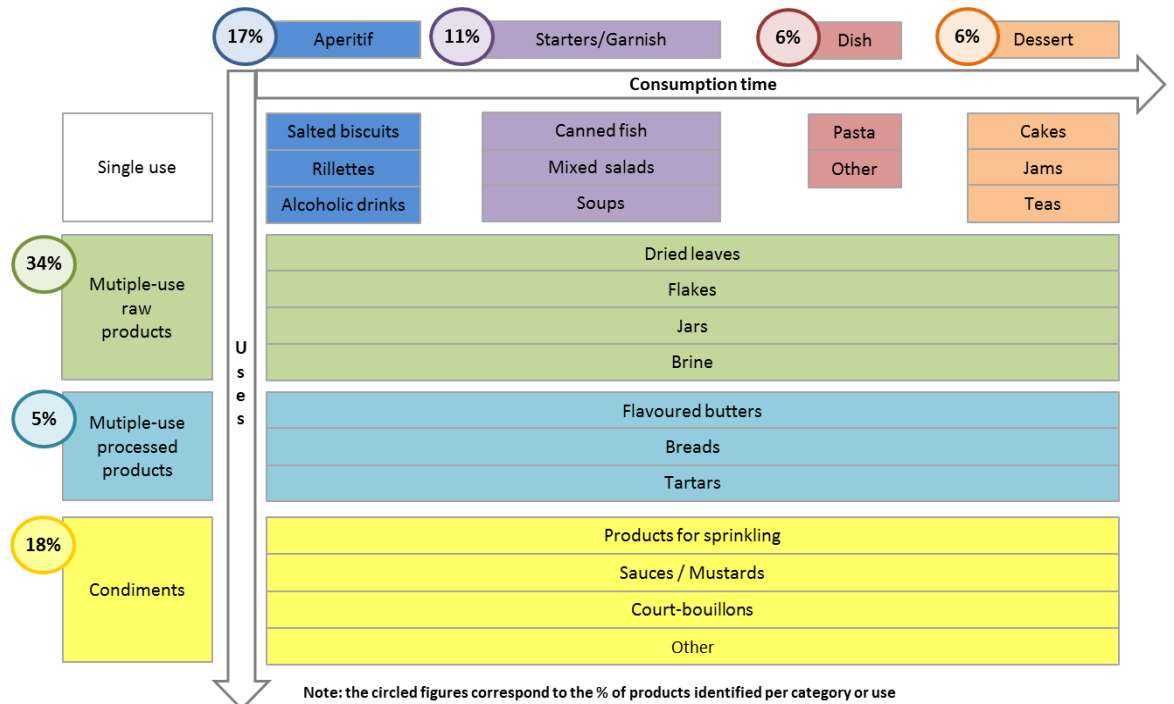 17% Aperitif 11% Starters/Garnish 6% Dish 6% Dessert
Consumption time
Single use
Salted biscuits
Rillettes
Alcoholic drinks
Canned fish
Mixed salads
Soups
Pasta
Other
Cakes
Jams
Teas
Uses
34%
Mutiple-use
raw
products
Dried leaves
Flakes
Jars
Brine
5%
Mutiple-use
processed
products
Flavoured butters
Breads
Tartars
18%
Condiments
Products for sprinkling
Sauces / Mustards
Court-bouillons
Other
Note: the circled figures correspond to the % of products identified per category or use